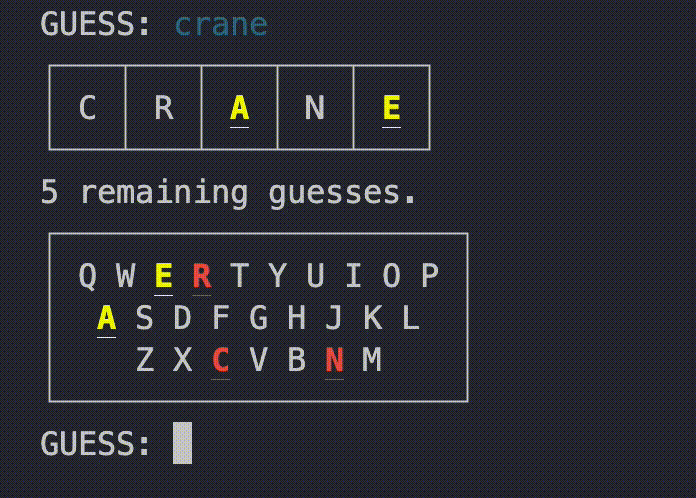 GUESS: crane
C R A N E
5 remaining guesses.
Q W E R T Y U I O P
A S D F G H J K L
Z X C V B N M
GUESS: